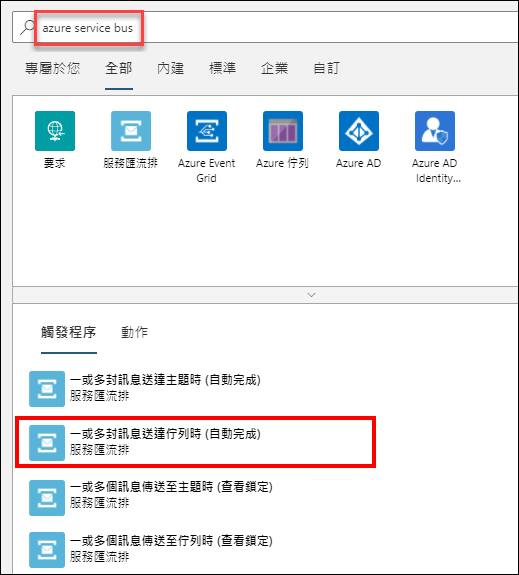 azure service bus
專屬於您 全部 內建 標準 企業 自訂
要求 服務匯流排 Azure Event Grid Azure 佇列 Azure AD Azure AD Identity...
觸發程序 動作
一或多封訊息送達主題時 (自動完成)
服務匯流排
一或多封訊息送達佇列時 (自動完成)
服務匯流排
一或多個訊息傳送至主題時 (查看鎖定)
服務匯流排
一或多個訊息傳送至佇列時 (查看鎖定)
服務匯流排